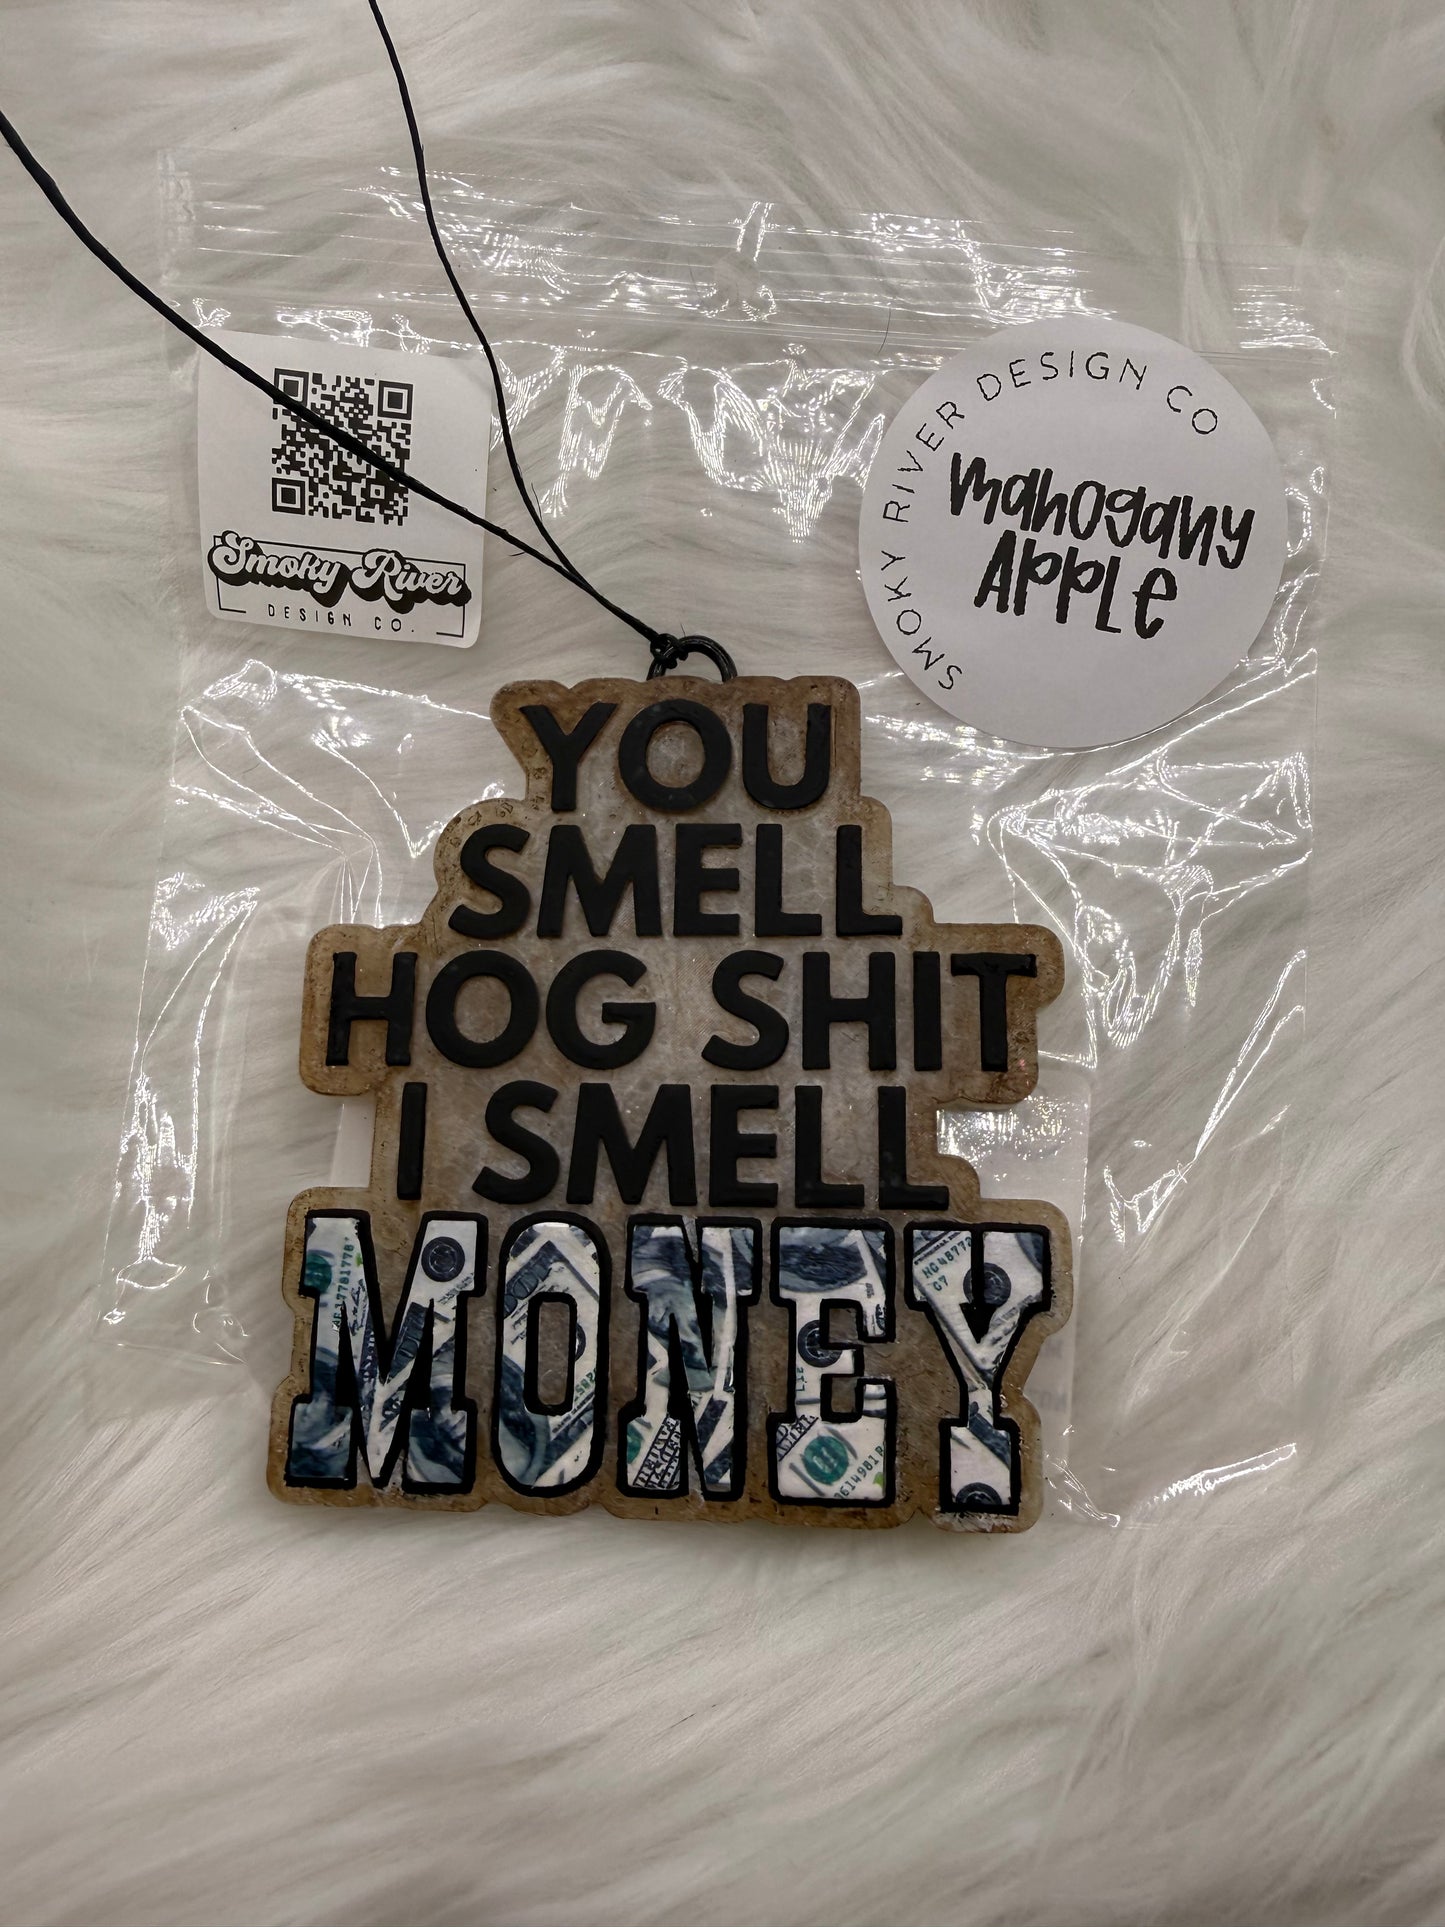 Smoky River
DESIGN CO.
SMOKY RIVER DESIGN CO
mahogany
APPLE
YOU
SMELL
HOG SHIT
I SMELL
MONEY